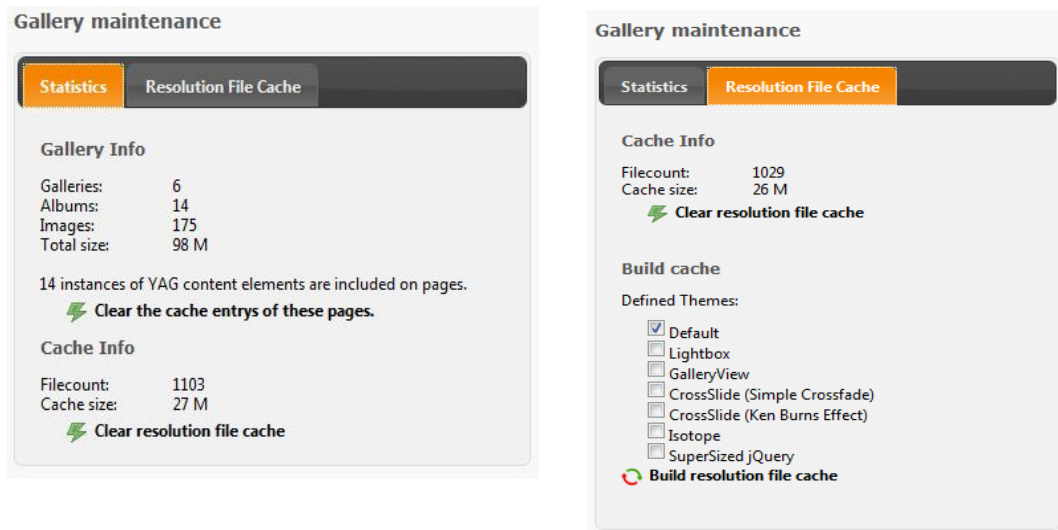 Gallery maintenance
Statistics Resolution File Cache
Gallery Info
Galleries: 6
Albums: 14
Images: 175
Total size: 98 M
14 instances of YAG content elements are included on pages.
Clear the cache entrys of these pages.
Cache Info
Filecount: 1103
Cache size: 27 M
Clear resolution file cache
Gallery maintenance
Statistics Resolution File Cache
Cache Info
Filecount: 1029
Cache size: 26 M
Clear resolution file cache
Build cache
Defined Themes:
Default
Lightbox
GalleryView
CrossSlide (Simple Crossfade)
CrossSlide (Ken Burns Effect)
Isotope
SuperSized jQuery
Build resolution file cache